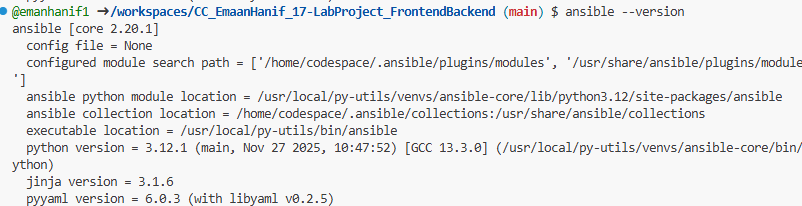 @emanhanif1 ➜/workspaces/CC_EmaanHanif_17-LabProject_FrontendBackend (main) $ ansible --version
ansible [core 2.20.1]
  config file = None
  configured module search path = ['/home/codespace/.ansible/plugins/modules', '/usr/share/ansible/plugins/module
']
  ansible python module location = /usr/local/py-utils/venvs/ansible-core/lib/python3.12/site-packages/ansible
  ansible collection location = /home/codespace/.ansible/collections:/usr/share/ansible/collections
  executable location = /usr/local/py-utils/bin/ansible
  python version = 3.12.1 (main, Nov 27 2025, 10:47:52) [GCC 13.3.0] (/usr/local/py-utils/venvs/ansible-core/bin/
ython)
  jinja version = 3.1.6
  pyyaml version = 6.0.3 (with libyaml v0.2.5)